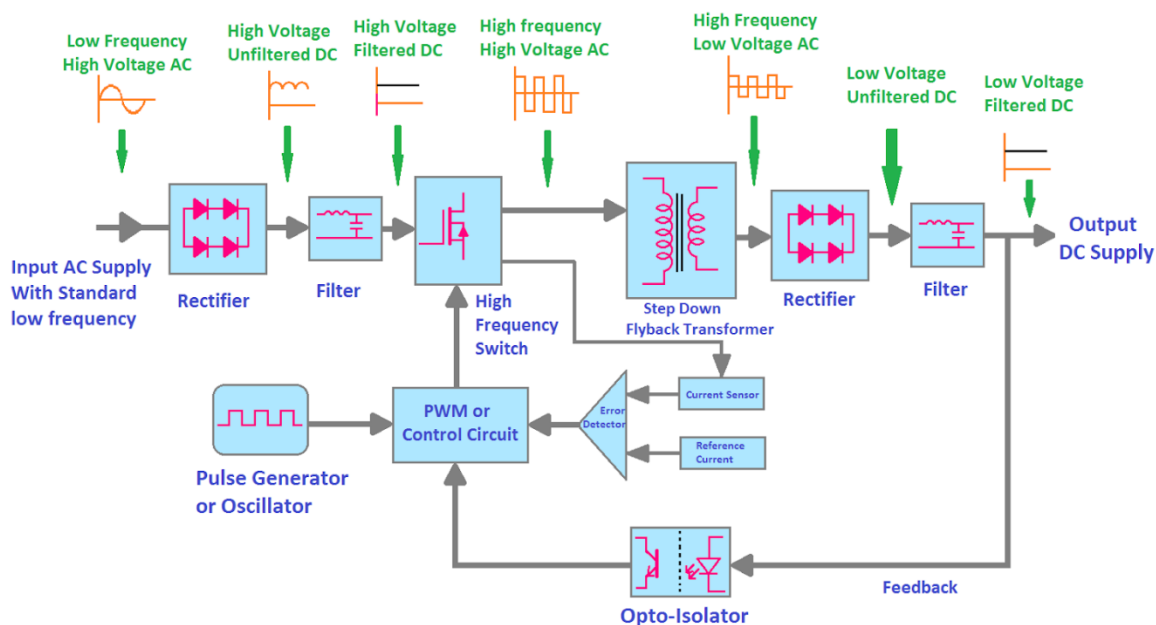 Low Frequency
High Voltage AC
High Voltage
Unfiltered DC
High Voltage
Filtered DC
High frequency
High Voltage AC
High Frequency
Low Voltage AC
Low Voltage
Unfiltered DC
Low Voltage
Filtered DC
Input AC Supply
With Standard
low frequency
Rectifier
Filter
High
Frequency
Switch
Step Down
Flyback Transformer
Rectifier
Filter
Output
DC Supply
Pulse Generator
or Oscillator
PWM or
Control Circuit
Error
Detector
Current Sensor
Reference
Current
Opto-Isolator
Feedback